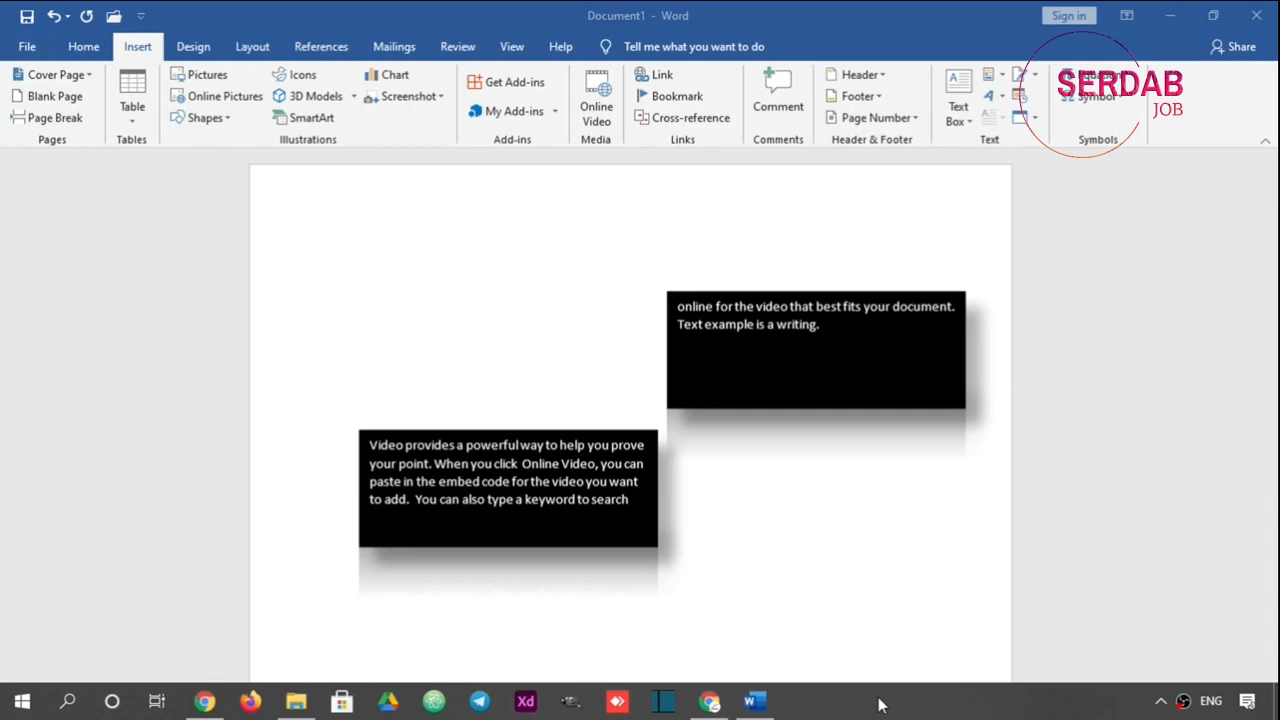 Document1 - Word
Sign in
File Home Insert Design Layout References Mailings Review View Help Tell me what you want to do Share
Cover Page
Blank Page
Page Break
Pages
Table
Tables
Pictures
Online Pictures
Shapes
Icons
3D Models
SmartArt
Chart
Screenshot
Illustrations
Get Add-ins
My Add-ins
Add-ins
Online
Video
Media
Link
Bookmark
Cross-reference
Links
Comment
Comments
Header
Footer
Page Number
Header & Footer
Text
Box
Text
Equation
Symbol
Symbols
SERDAB
JOB
online for the video that best fits your document.
Text example is a writing.
Video provides a powerful way to help you prove
your point. When you click Online Video, you can
paste in the embed code for the video you want
to add. You can also type a keyword to search
Xd
ENG